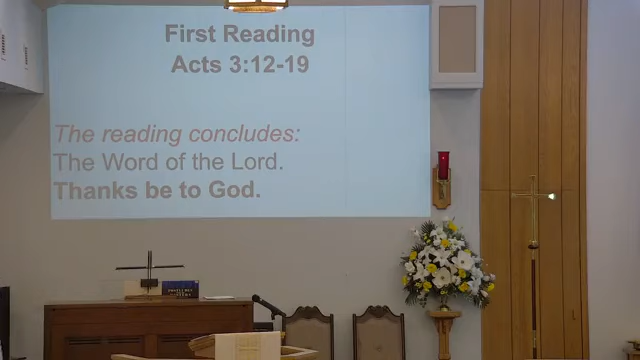 First Reading
Acts 3:12-19
The reading concludes:
The Word of the Lord.
Thanks be to God.